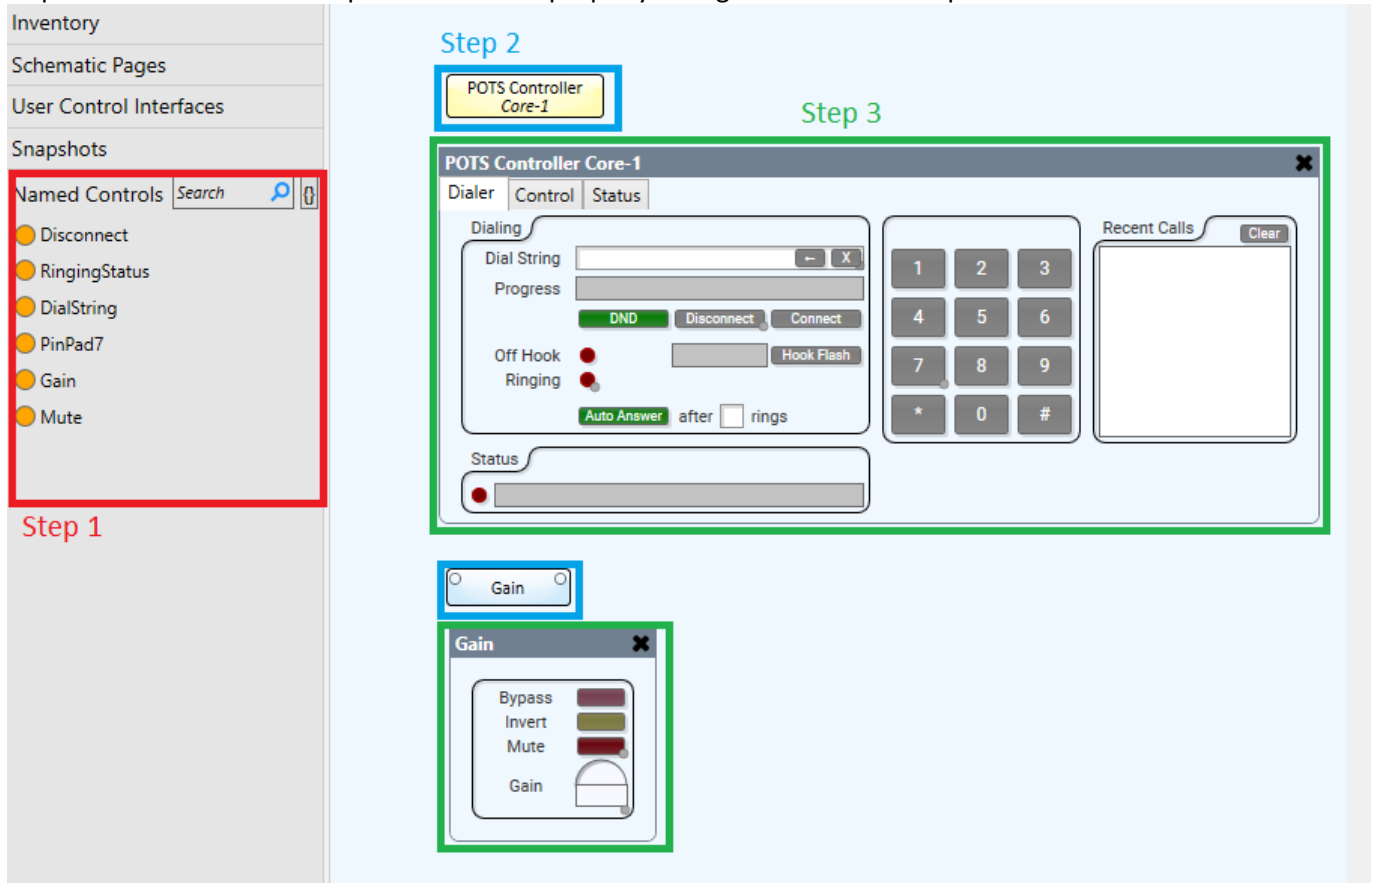 Inventory
Schematic Pages
User Control Interfaces
Snapshots
Named Controls Search {}
Disconnect
RingingStatus
DialString
PinPad7
Gain
Mute
Step 1
Step 2
POTS Controller
Core-1
Step 3
POTS Controller Core-1
Dialer Control Status
Dialing
Dial String ← X
Progress
DND Disconnect Connect
Off Hook Hook Flash
Ringing
Auto Answer after rings
1 2 3
4 5 6
7 8 9
* 0 #
Recent Calls Clear
Status
Gain
Gain
Bypass
Invert
Mute
Gain